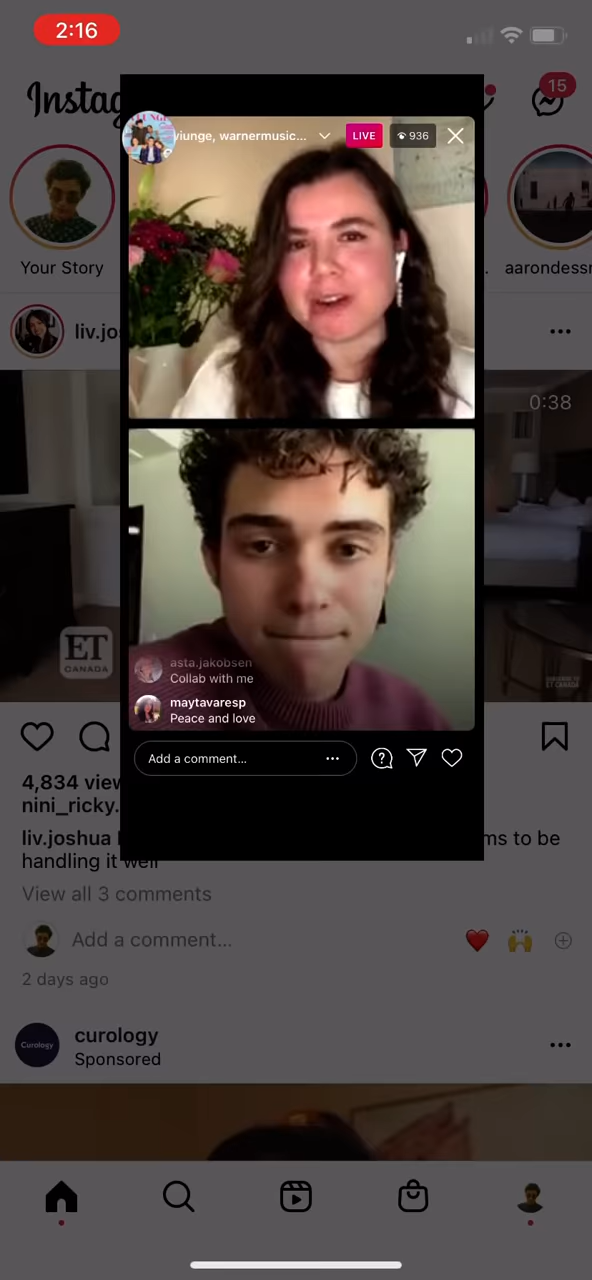 2:16
Instag
15
viunge, warnermusic...
LIVE
936
Your Story
aarondessn
liv.jos
0:38
ET
CANADA
asta.jakobsen
Collab with me
maytavaresp
Peace and love
Add a comment...
4,834 view
nini_ricky.
liv.joshua
ms to be
handling it well
View all 3 comments
Add a comment...
2 days ago
Curology
curology
Sponsored